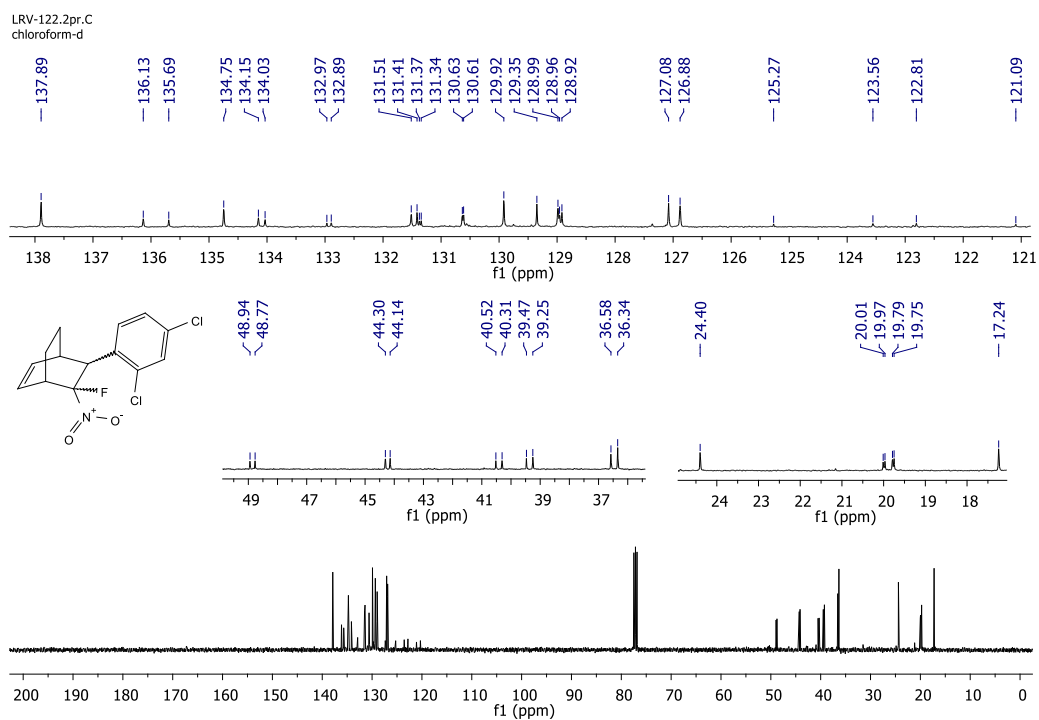 LRV-122.2pr.C
chloroform-d
137.89 136.13 135.69 134.75 134.15 134.03 132.97 132.89 131.51 131.41 131.37 131.34 130.63 130.61 129.92 129.35 128.99 128.96 128.92 127.08 126.88 125.27 123.56 122.81 121.09
138 137 136 135 134 133 132 131 130 129 128 127 126 125 124 123 122 121
f1 (ppm)
48.94 48.77 44.30 44.14 40.52 40.31 39.47 39.25 36.58 36.34
24.40 20.01 19.97 19.79 19.75 17.24
Cl
F
Cl
N+
O-
O
49 47 45 43 41 39 37
f1 (ppm)
24 23 22 21 20 19 18
f1 (ppm)
200 190 180 170 160 150 140 130 120 110 100 90 80 70 60 50 40 30 20 10 0
f1 (ppm)